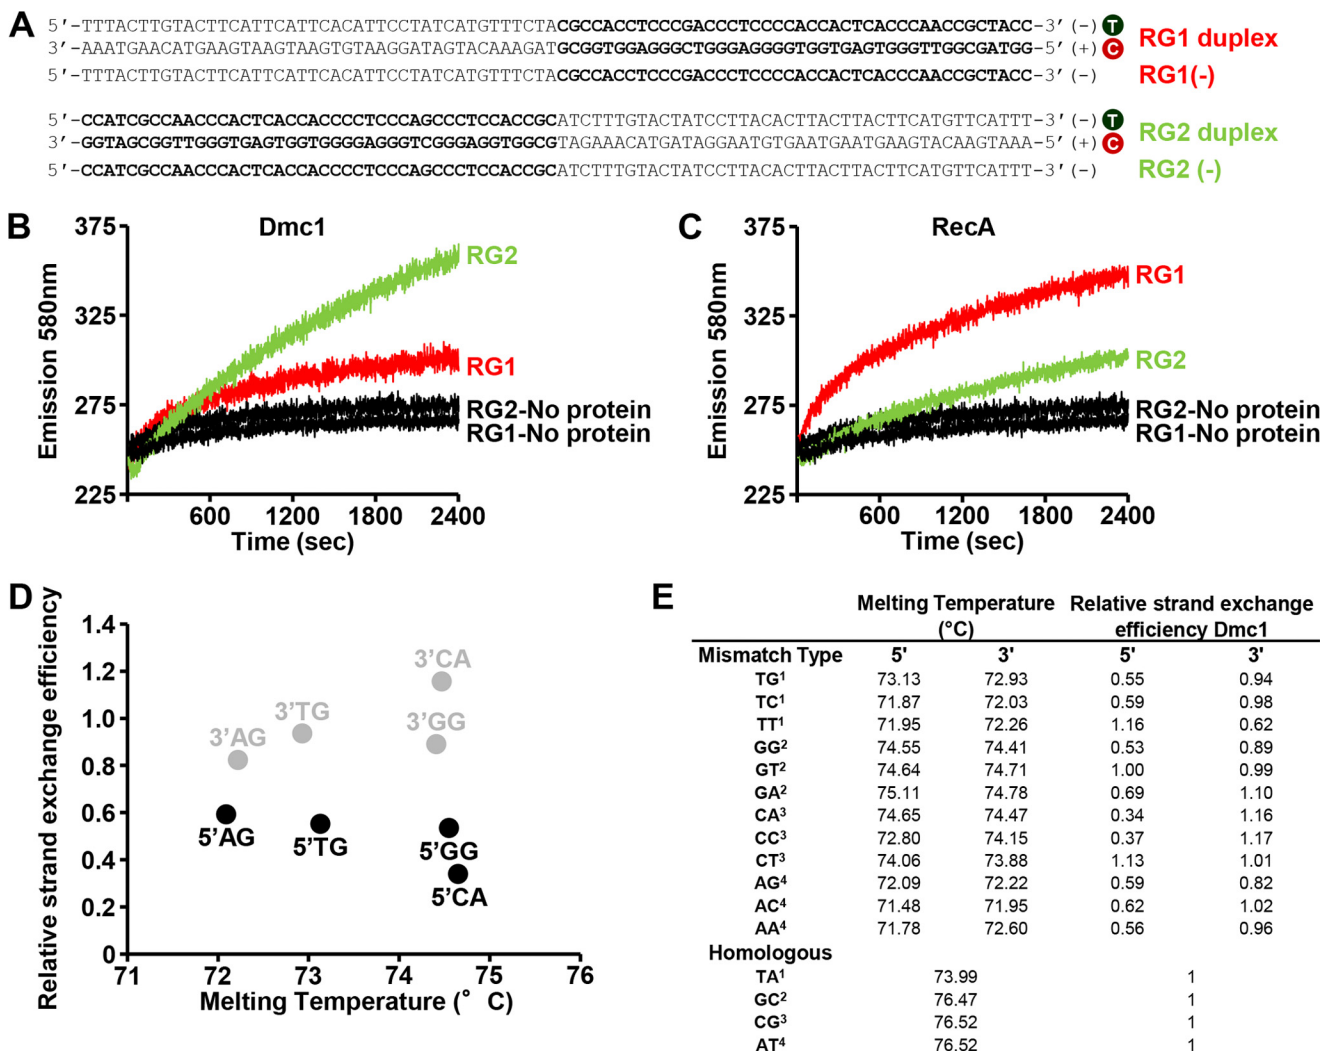 A
5′-TTTACTTGTACTTCATTCATTCACATTCCTATCATGTTTCTACGCCACCTCCCGACCCTCCCCACCACTCACCCAACCGCTACC-3′ (-) T
3′-AAATGAACATGAAGTAAGTAAGTGTAAGGATAGTACAAAGATGCGGTGGAGGGCTGGGAGGGGTGGTGAGTGGGTTGGCGATGG-5′ (+) C
RG1 duplex
5′-TTTACTTGTACTTCATTCATTCACATTCCTATCATGTTTCTACGCCACCTCCCGACCCTCCCCACCACTCACCCAACCGCTACC-3′ (-)
RG1(-)
5′-CCATCGCCAACCCACTCACCACCCCTCCCAGCCCTCCACCGCATCTTTGTACTATCCTTACACTTACTTACTTCATGTTCATTT-3′ (-) T
3′-GGTAGCGGTTGGGTGAGTGGTGGGGAGGGTCGGGAGGTGGCGTAGAAACATGATAGGAATGTGAATGAATGAAGTACAAGTAAA-5′ (+) C
RG2 duplex
5′-CCATCGCCAACCCACTCACCACCCCTCCCAGCCCTCCACCGCATCTTTGTACTATCCTTACACTTACTTACTTCATGTTCATTT-3′ (-)
RG2 (-)
B
Dmc1
Emission 580nm
375
325
275
225
RG2
RG1
RG2-No protein
RG1-No protein
600 1200 1800 2400
Time (sec)
C
RecA
Emission 580nm
375
325
275
225
RG1
RG2
RG2-No protein
RG1-No protein
600 1200 1800 2400
Time (sec)
D
Relative strand exchange efficiency
1.4
1.2
1.0
0.8
0.6
0.4
0.2
0
3’CA
3’TG
3’GG
3’AG
5’AG
5’TG
5’GG
5’CA
71 72 73 74 75 76
Melting Temperature (° C)
E
Melting Temperature Relative strand exchange
(°C) efficiency Dmc1
Mismatch Type 5' 3' 5' 3'
TG¹ 73.13 72.93 0.55 0.94
TC¹ 71.87 72.03 0.59 0.98
TT¹ 71.95 72.26 1.16 0.62
GG² 74.55 74.41 0.53 0.89
GT² 74.64 74.71 1.00 0.99
GA² 75.11 74.78 0.69 1.10
CA³ 74.65 74.47 0.34 1.16
CC³ 72.80 74.15 0.37 1.17
CT³ 74.06 73.88 1.13 1.01
AG⁴ 72.09 72.22 0.59 0.82
AC⁴ 71.48 71.95 0.62 1.02
AA⁴ 71.78 72.60 0.56 0.96
Homologous
TA¹ 73.99 1
GC² 76.47 1
CG³ 76.52 1
AT⁴ 76.52 1